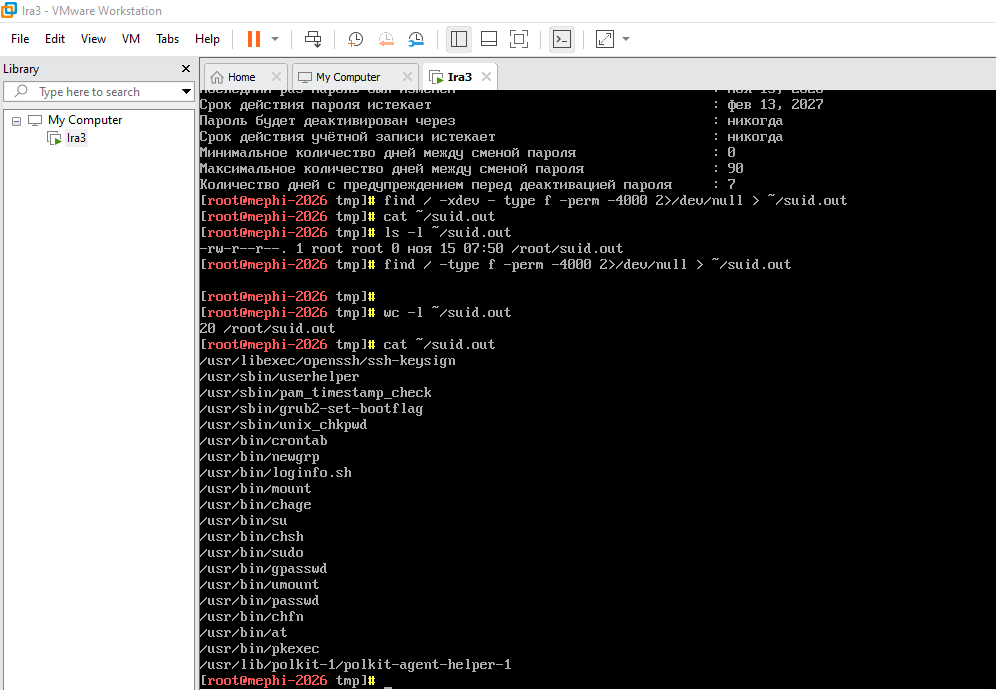 Ira3 - VMware Workstation
File Edit View VM Tabs Help
Library
Type here to search
My Computer
Ira3
Home My Computer Ira3
Срок действия пароля истекает : фев 13, 2027
Пароль будет деактивирован через : никогда
Срок действия учётной записи истекает : никогда
Минимальное количество дней между сменой пароля : 0
Максимальное количество дней между сменой пароля : 90
Количество дней с предупреждением перед деактивацией пароля : 7
[root@mephi-2026 tmp]# find / -xdev - type f -perm -4000 2>/dev/null > ~/suid.out
[root@mephi-2026 tmp]# cat ~/suid.out
[root@mephi-2026 tmp]# ls -l ~/suid.out
-rw-r--r--. 1 root root 0 ноя 15 07:50 /root/suid.out
[root@mephi-2026 tmp]# find / -type f -perm -4000 2>/dev/null > ~/suid.out
[root@mephi-2026 tmp]#
[root@mephi-2026 tmp]# wc -l ~/suid.out
20 /root/suid.out
[root@mephi-2026 tmp]# cat ~/suid.out
/usr/libexec/openssh/ssh-keysign
/usr/sbin/userhelper
/usr/sbin/pam_timestamp_check
/usr/sbin/grub2-set-bootflag
/usr/sbin/unix_chkpwd
/usr/bin/crontab
/usr/bin/newgrp
/usr/bin/loginfo.sh
/usr/bin/mount
/usr/bin/chage
/usr/bin/su
/usr/bin/chsh
/usr/bin/sudo
/usr/bin/gpasswd
/usr/bin/umount
/usr/bin/passwd
/usr/bin/chfn
/usr/bin/at
/usr/bin/pkexec
/usr/lib/polkit-1/polkit-agent-helper-1
[root@mephi-2026 tmp]# _